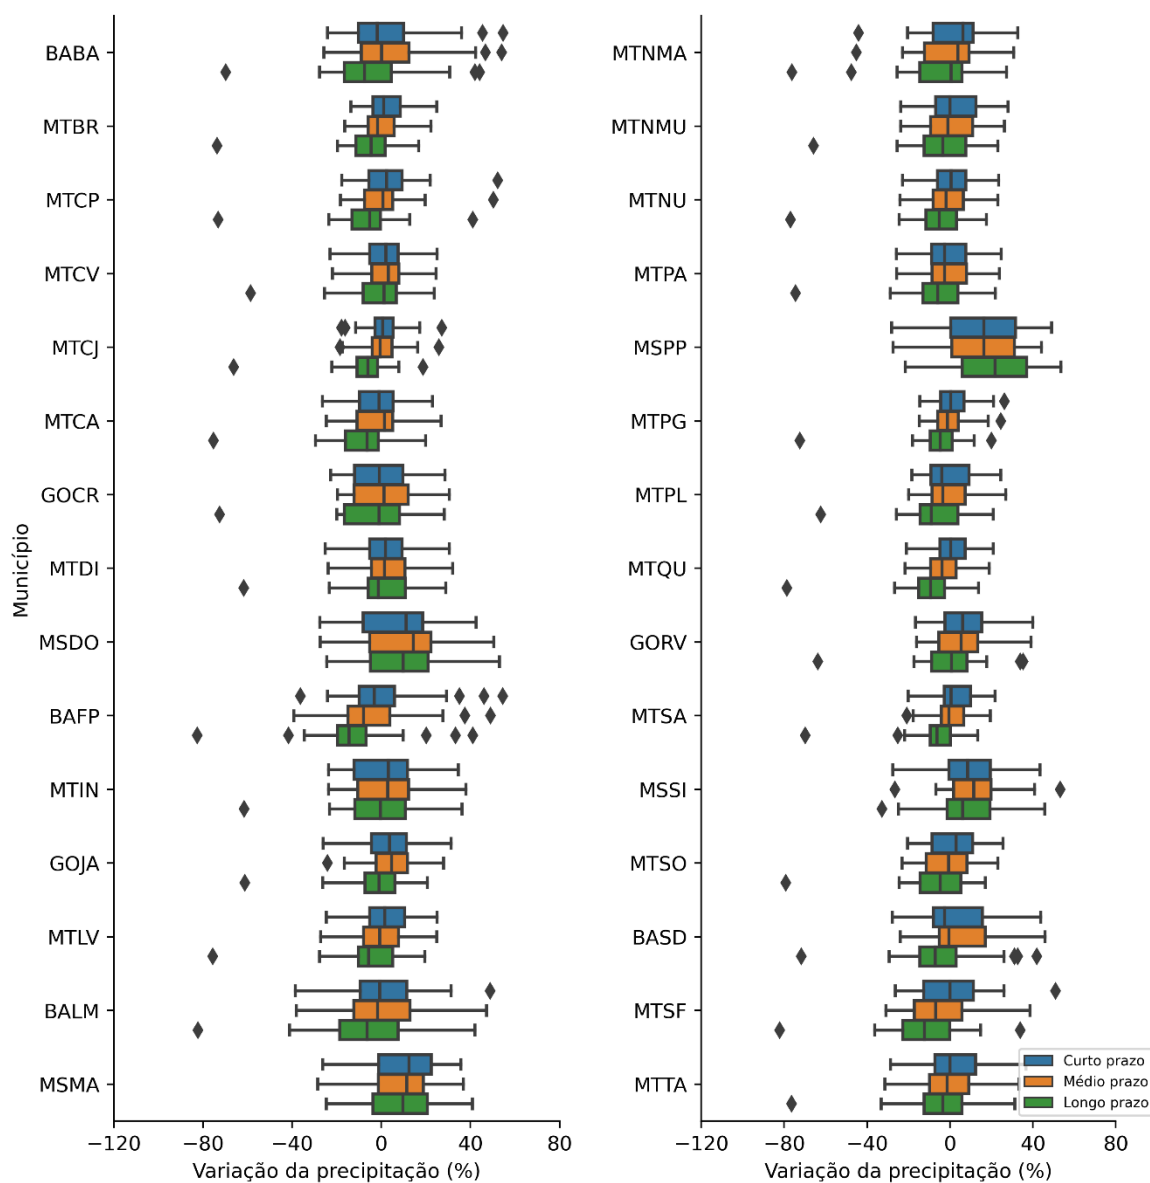 BABA
MTBR
MTCP
MTCV
MTCJ
MTCA
GOCR
MTDI
MSDO
BAFP
MTIN
GOJA
MTLV
BALM
MSMA
Município
−120 −80 −40 0 40 80
Variação da precipitação (%)
MTNMA
MTNMU
MTNU
MTPA
MSPP
MTPG
MTPL
MTQU
GORV
MTSA
MSSI
MTSO
BASD
MTSF
MTTA
Curto prazo
Médio prazo
Longo prazo
−120 −80 −40 0 40 80
Variação da precipitação (%)